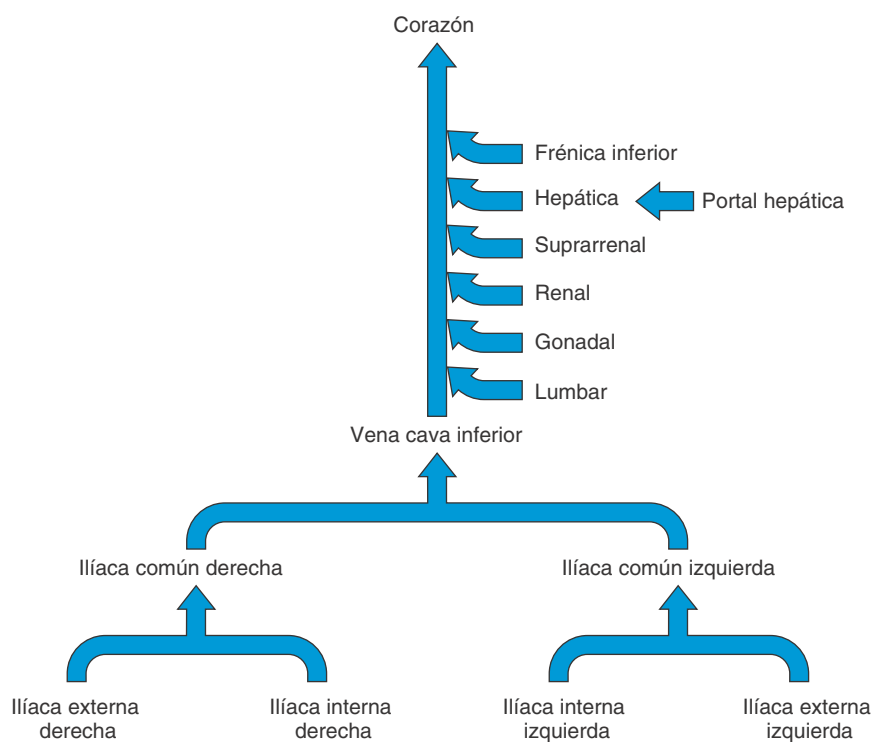 Corazón
Frénica inferior
Hepática
Portal hepática
Suprarrenal
Renal
Gonadal
Lumbar
Vena cava inferior
Ilíaca común derecha
Ilíaca común izquierda
Ilíaca externa
derecha
Ilíaca interna
derecha
Ilíaca interna
izquierda
Ilíaca externa
izquierda